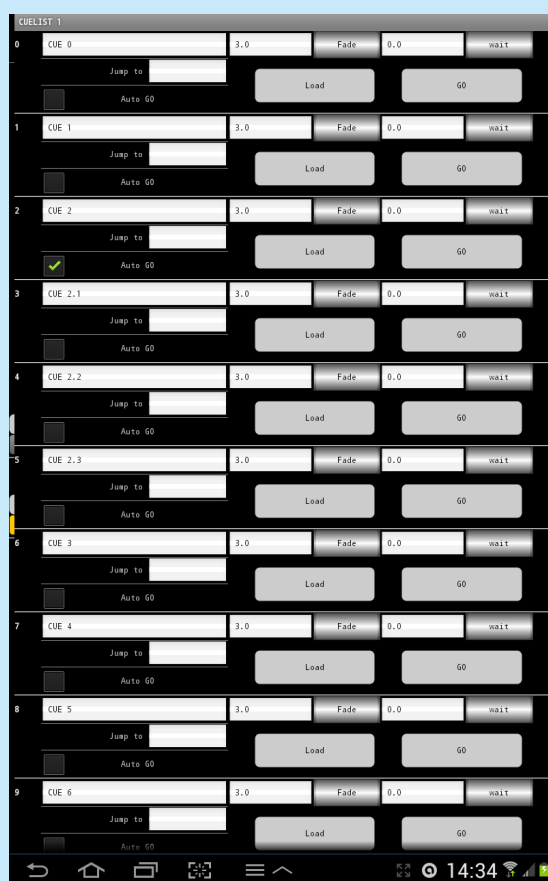 CUELIST 1
0 CUE 0 3.0 Fade 0.0 wait
Jump to
Load GO
Auto GO
1 CUE 1 3.0 Fade 0.0 wait
Jump to
Load GO
Auto GO
2 CUE 2 3.0 Fade 0.0 wait
Jump to
Load GO
Auto GO
3 CUE 2.1 3.0 Fade 0.0 wait
Jump to
Load GO
Auto GO
4 CUE 2.2 3.0 Fade 0.0 wait
Jump to
Load GO
Auto GO
5 CUE 2.3 3.0 Fade 0.0 wait
Jump to
Load GO
Auto GO
6 CUE 3 3.0 Fade 0.0 wait
Jump to
Load GO
Auto GO
7 CUE 4 3.0 Fade 0.0 wait
Jump to
Load GO
Auto GO
8 CUE 5 3.0 Fade 0.0 wait
Jump to
Load GO
Auto GO
9 CUE 6 3.0 Fade 0.0 wait
Jump to
Load GO
Auto GO
14:34